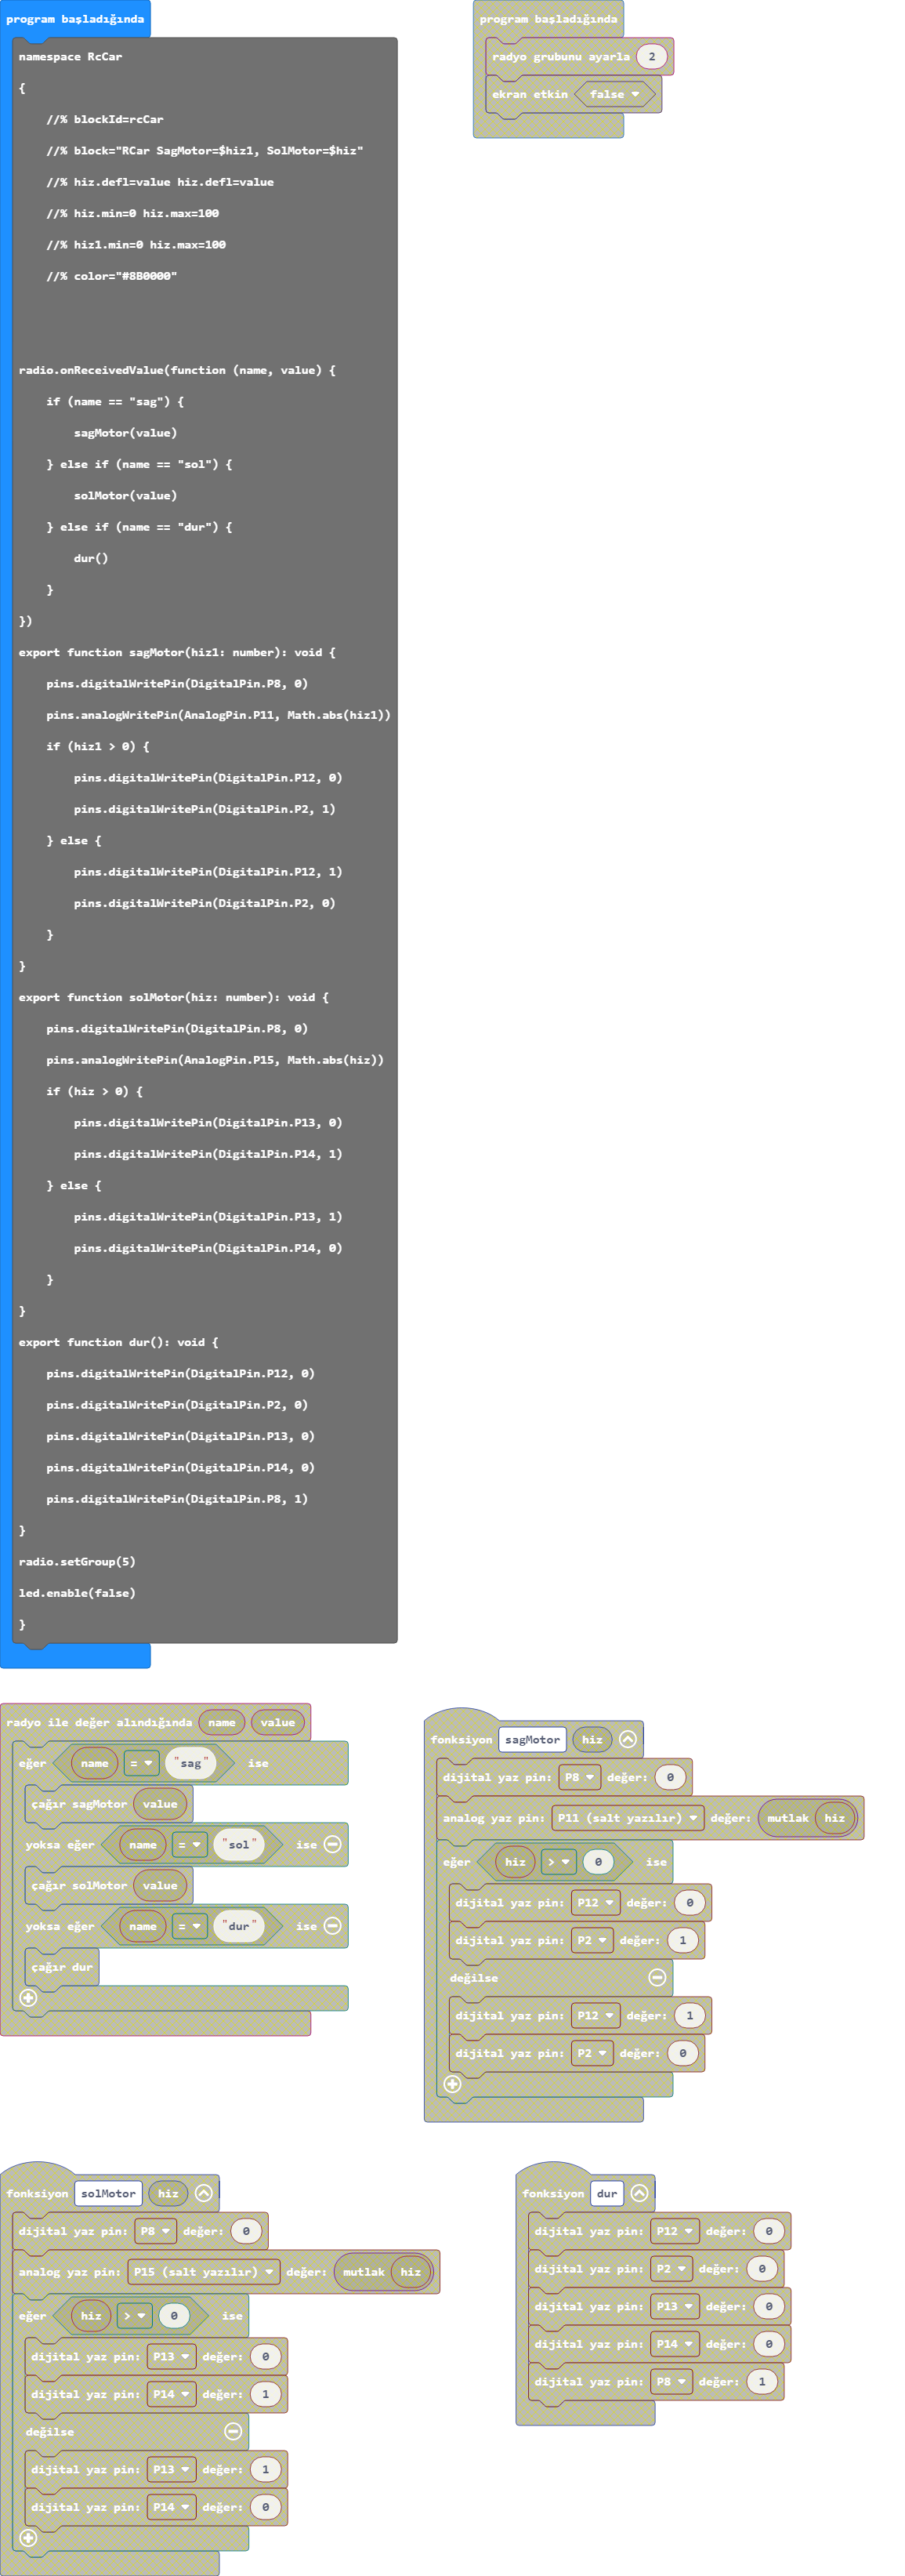 program başladığında
namespace RcCar
{
//% blockId=rcCar
//% block="RCar SagMotor=$hiz1, SolMotor=$hiz"
//% hiz.defl=value hiz.defl=value
//% hiz.min=0 hiz.max=100
//% hiz1.min=0 hiz.max=100
//% color="#8B0000"
radio.onReceivedValue(function (name, value) {
if (name == "sag") {
sagMotor(value)
} else if (name == "sol") {
solMotor(value)
} else if (name == "dur") {
dur()
}
})
export function sagMotor(hiz1: number): void {
pins.digitalWritePin(DigitalPin.P8, 0)
pins.analogWritePin(AnalogPin.P11, Math.abs(hiz1))
if (hiz1 > 0) {
pins.digitalWritePin(DigitalPin.P12, 0)
pins.digitalWritePin(DigitalPin.P2, 1)
} else {
pins.digitalWritePin(DigitalPin.P12, 1)
pins.digitalWritePin(DigitalPin.P2, 0)
}
}
export function solMotor(hiz: number): void {
pins.digitalWritePin(DigitalPin.P8, 0)
pins.analogWritePin(AnalogPin.P15, Math.abs(hiz))
if (hiz > 0) {
pins.digitalWritePin(DigitalPin.P13, 0)
pins.digitalWritePin(DigitalPin.P14, 1)
} else {
pins.digitalWritePin(DigitalPin.P13, 1)
pins.digitalWritePin(DigitalPin.P14, 0)
}
}
export function dur(): void {
pins.digitalWritePin(DigitalPin.P12, 0)
pins.digitalWritePin(DigitalPin.P2, 0)
pins.digitalWritePin(DigitalPin.P13, 0)
pins.digitalWritePin(DigitalPin.P14, 0)
pins.digitalWritePin(DigitalPin.P8, 1)
}
radio.setGroup(5)
led.enable(false)
}
program başladığında
radyo grubunu ayarla 2
ekran etkin false
radyo ile değer alındığında name value
eğer name = "sag" ise
çağır sagMotor value
yoksa eğer name = "sol" ise
çağır solMotor value
yoksa eğer name = "dur" ise
çağır dur
fonksiyon sagMotor hiz
dijital yaz pin: P8 değer: 0
analog yaz pin: P11 (salt yazılır) değer: mutlak hiz
eğer hiz > 0 ise
dijital yaz pin: P12 değer: 0
dijital yaz pin: P2 değer: 1
değilse
dijital yaz pin: P12 değer: 1
dijital yaz pin: P2 değer: 0
fonksiyon solMotor hiz
dijital yaz pin: P8 değer: 0
analog yaz pin: P15 (salt yazılır) değer: mutlak hiz
eğer hiz > 0 ise
dijital yaz pin: P13 değer: 0
dijital yaz pin: P14 değer: 1
değilse
dijital yaz pin: P13 değer: 1
dijital yaz pin: P14 değer: 0
fonksiyon dur
dijital yaz pin: P12 değer: 0
dijital yaz pin: P2 değer: 0
dijital yaz pin: P13 değer: 0
dijital yaz pin: P14 değer: 0
dijital yaz pin: P8 değer: 1